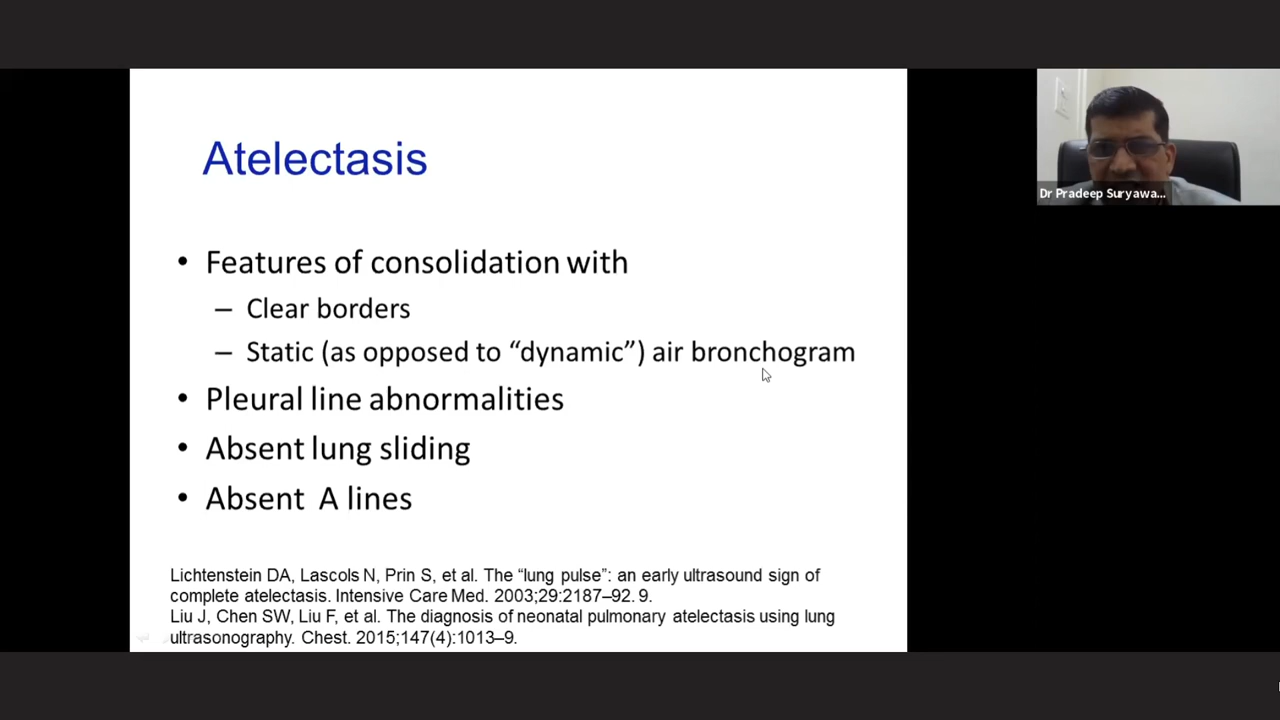 Atelectasis
• Features of consolidation with
– Clear borders
– Static (as opposed to “dynamic”) air bronchogram
• Pleural line abnormalities
• Absent lung sliding
• Absent A lines
Lichtenstein DA, Lascols N, Prin S, et al. The “lung pulse”: an early ultrasound sign of
complete atelectasis. Intensive Care Med. 2003;29:2187–92. 9.
Liu J, Chen SW, Liu F, et al. The diagnosis of neonatal pulmonary atelectasis using lung
ultrasonography. Chest. 2015;147(4):1013–9.
Dr Pradeep Suryawa...